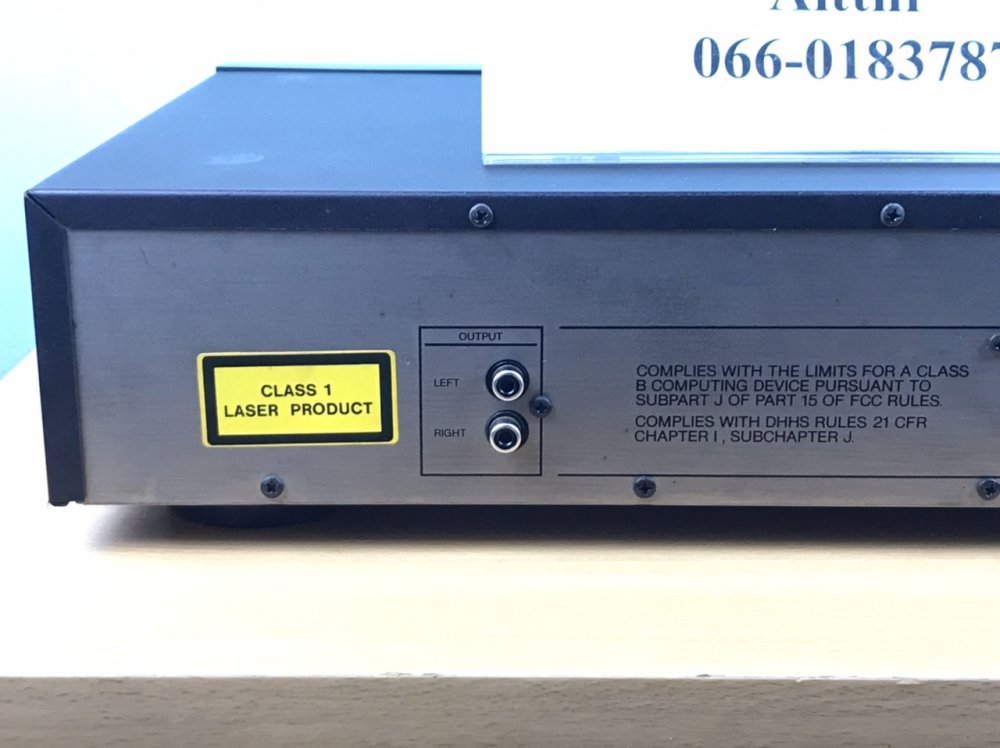 066-0183787
OUTPUT
LEFT
RIGHT
CLASS 1
LASER PRODUCT
COMPLIES WITH THE LIMITS FOR A CLASS
B COMPUTING DEVICE PURSUANT TO
SUBPART J OF PART 15 OF FCC RULES.
COMPLIES WITH DHHS RULES 21 CFR
CHAPTER I , SUBCHAPTER J.